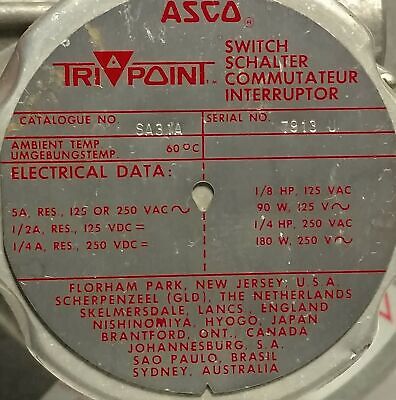 ASCO®
TRI POINT™
SWITCH
SCHALTER
COMMUTATEUR
INTERRUPTOR
CATALOGUE NO. SA31A
SERIAL NO. 7913 J
AMBIENT TEMP
UMGEBUNGSTEMP. 60°C
ELECTRICAL DATA:
5A, RES., 125 OR 250 VAC ∿
1/2A, RES., 125 VDC =
1/4A, RES., 250 VDC =
1/8 HP, 125 VAC
90 W, 125 V ∿
1/4 HP, 250 VAC
180 W, 250 V ∿
FLORHAM PARK, NEW JERSEY, U.S.A.
SCHERPENZEEL (GLD), THE NETHERLANDS
SKELMERSDALE, LANCS, ENGLAND
NISHINOMIYA, HYOGO, JAPAN
BRANTFORD, ONT., CANADA
JOHANNESBURG, S.A.
SAO PAULO, BRASIL
SYDNEY, AUSTRALIA